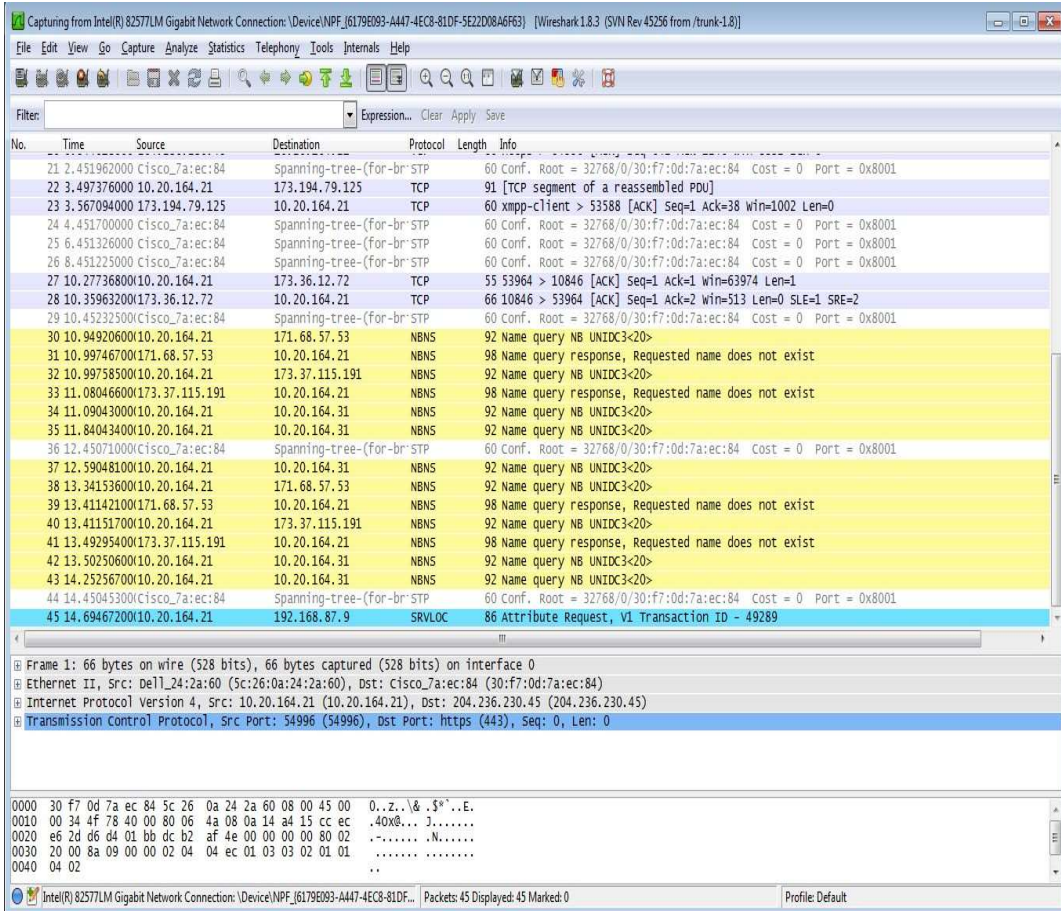 Capturing from Intel(R) 82577LM Gigabit Network Connection: \Device\NPF_{6179E093-A447-4EC8-81DF-5E22D08A6F63} [Wireshark 1.8.3 (SVN Rev 45256 from /trunk-1.8)]
File Edit View Go Capture Analyze Statistics Telephony Tools Internals Help
Filter: Expression... Clear Apply Save
No. Time Source Destination Protocol Length Info
21 2.451962000 Cisco_7a:ec:84 Spanning-tree-(for-br STP 60 Conf. Root = 32768/0/30:f7:0d:7a:ec:84 Cost = 0 Port = 0x8001
22 3.497376000 10.20.164.21 173.194.79.125 TCP 91 [TCP segment of a reassembled PDU]
23 3.567094000 173.194.79.125 10.20.164.21 TCP 60 xmpp-client > 53588 [ACK] Seq=1 Ack=38 Win=1002 Len=0
24 4.451700000 Cisco_7a:ec:84 Spanning-tree-(for-br STP 60 Conf. Root = 32768/0/30:f7:0d:7a:ec:84 Cost = 0 Port = 0x8001
25 6.451326000 Cisco_7a:ec:84 Spanning-tree-(for-br STP 60 Conf. Root = 32768/0/30:f7:0d:7a:ec:84 Cost = 0 Port = 0x8001
26 8.451225000 Cisco_7a:ec:84 Spanning-tree-(for-br STP 60 Conf. Root = 32768/0/30:f7:0d:7a:ec:84 Cost = 0 Port = 0x8001
27 10.27736800(10.20.164.21 173.36.12.72 TCP 55 53964 > 10846 [ACK] Seq=1 Ack=1 Win=63974 Len=1
28 10.35963200(173.36.12.72 10.20.164.21 TCP 66 10846 > 53964 [ACK] Seq=1 Ack=2 Win=513 Len=0 SLE=1 SRE=2
29 10.45232500(Cisco_7a:ec:84 Spanning-tree-(for-br STP 60 Conf. Root = 32768/0/30:f7:0d:7a:ec:84 Cost = 0 Port = 0x8001
30 10.94920600(10.20.164.21 171.68.57.53 NBNS 92 Name query NB UNIDC3<20>
31 10.99746700(171.68.57.53 10.20.164.21 NBNS 98 Name query response, Requested name does not exist
32 10.99758500(10.20.164.21 173.37.115.191 NBNS 92 Name query NB UNIDC3<20>
33 11.08046600(173.37.115.191 10.20.164.21 NBNS 98 Name query response, Requested name does not exist
34 11.09043000(10.20.164.21 10.20.164.31 NBNS 92 Name query NB UNIDC3<20>
35 11.84043400(10.20.164.21 10.20.164.31 NBNS 92 Name query NB UNIDC3<20>
36 12.45071000(Cisco_7a:ec:84 Spanning-tree-(for-br STP 60 Conf. Root = 32768/0/30:f7:0d:7a:ec:84 Cost = 0 Port = 0x8001
37 12.59048100(10.20.164.21 10.20.164.31 NBNS 92 Name query NB UNIDC3<20>
38 13.34153600(10.20.164.21 171.68.57.53 NBNS 92 Name query NB UNIDC3<20>
39 13.41142100(171.68.57.53 10.20.164.21 NBNS 98 Name query response, Requested name does not exist
40 13.41151700(10.20.164.21 173.37.115.191 NBNS 92 Name query NB UNIDC3<20>
41 13.49295400(173.37.115.191 10.20.164.21 NBNS 98 Name query response, Requested name does not exist
42 13.50250600(10.20.164.21 10.20.164.31 NBNS 92 Name query NB UNIDC3<20>
43 14.25256700(10.20.164.21 10.20.164.31 NBNS 92 Name query NB UNIDC3<20>
44 14.45045300(Cisco_7a:ec:84 Spanning-tree-(for-br STP 60 Conf. Root = 32768/0/30:f7:0d:7a:ec:84 Cost = 0 Port = 0x8001
45 14.69467200(10.20.164.21 192.168.87.9 SRVLOC 86 Attribute Request, V1 Transaction ID - 49289
Frame 1: 66 bytes on wire (528 bits), 66 bytes captured (528 bits) on interface 0
Ethernet II, Src: Dell_24:2a:60 (5c:26:0a:24:2a:60), Dst: Cisco_7a:ec:84 (30:f7:0d:7a:ec:84)
Internet Protocol Version 4, Src: 10.20.164.21 (10.20.164.21), Dst: 204.236.230.45 (204.236.230.45)
Transmission Control Protocol, Src Port: 54996 (54996), Dst Port: https (443), Seq: 0, Len: 0
0000 30 f7 0d 7a ec 84 5c 26 0a 24 2a 60 08 00 45 00 0..z..\& .$*`..E.
0010 00 34 4f 78 40 00 80 06 4a 08 0a 14 a4 15 cc ec .4Ox@... J.......
0020 e6 2d d6 d4 01 bb dc b2 af 4e 00 00 00 00 80 02 .-...... .N......
0030 20 00 8a 09 00 00 02 04 04 ec 01 03 03 02 01 01 ....... ........
0040 04 02 ..
Intel(R) 82577LM Gigabit Network Connection: \Device\NPF_{6179E093-A447-4EC8-81DF... Packets: 45 Displayed: 45 Marked: 0 Profile: Default